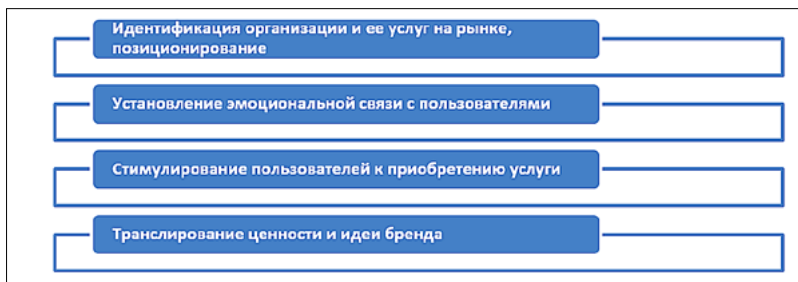 Идентификация организации и ее услуг на рынке,
позиционирование
Установление эмоциональной связи с пользователями
Стимулирование пользователей к приобретению услуги
Транслирование ценности и идеи бренда